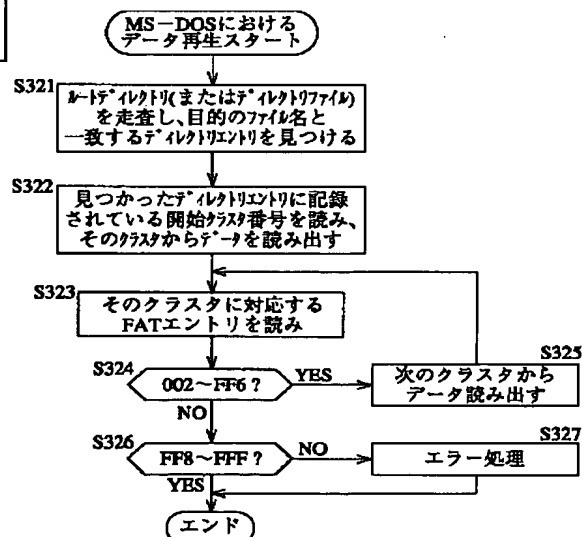 MS－DOSにおける
データ再生スタート
S321
ルートディレクトリ(またはディレクトリファイル)
を走査し、目的のファイル名と
一致するディレクトリエントリを見つける
S322
見つかったディレクトリエントリに記録
されている開始クラスタ番号を読み、
そのクラスタからデータを読み出す
S323
そのクラスタに対応する
FATエントリを読み
S324
002～FF6？
YES
NO
S325
次のクラスタから
データ読み出す
S326
FF8～FFF？
NO
YES
S327
エラー処理
エンド